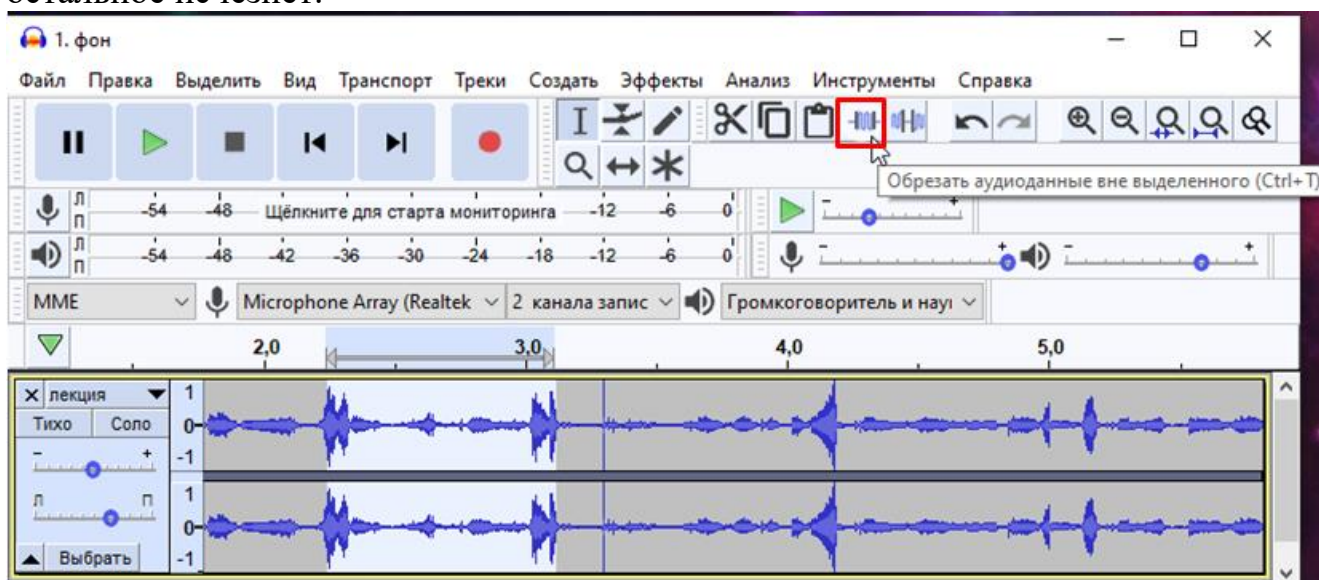 остальное исчезнет.
1. фон
Файл Правка Выделить Вид Транспорт Треки Создать Эффекты Анализ Инструменты Справка
Обрезать аудиоданные вне выделенного (Ctrl+T)
Л П -54 -48 Щёлкните для старта мониторинга -12 -6 0 - +
Л П -54 -48 -42 -36 -30 -24 -18 -12 -6 0 - + - +
MME Microphone Array (Realtek 2 канала запис Громкоговоритель и науı
2,0 3,0 4,0 5,0
лекция 1
Тихо Соло 0
- + -1
Л П 1
0
Выбрать -1